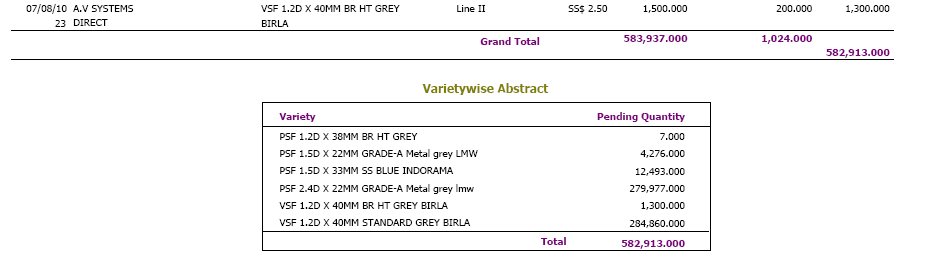 07/08/10 A.V SYSTEMS VSF 1.2D X 40MM BR HT GREY Line II SS$ 2.50 1,500.000 200.000 1,300.000
23 DIRECT BIRLA
Grand Total 583,937.000 1,024.000
582,913.000
Varietywise Abstract
Variety Pending Quantity
PSF 1.2D X 38MM BR HT GREY 7.000
PSF 1.5D X 22MM GRADE-A Metal grey LMW 4,276.000
PSF 1.5D X 33MM SS BLUE INDORAMA 12,493.000
PSF 2.4D X 22MM GRADE-A Metal grey lmw 279,977.000
VSF 1.2D X 40MM BR HT GREY BIRLA 1,300.000
VSF 1.2D X 40MM STANDARD GREY BIRLA 284,860.000
Total 582,913.000